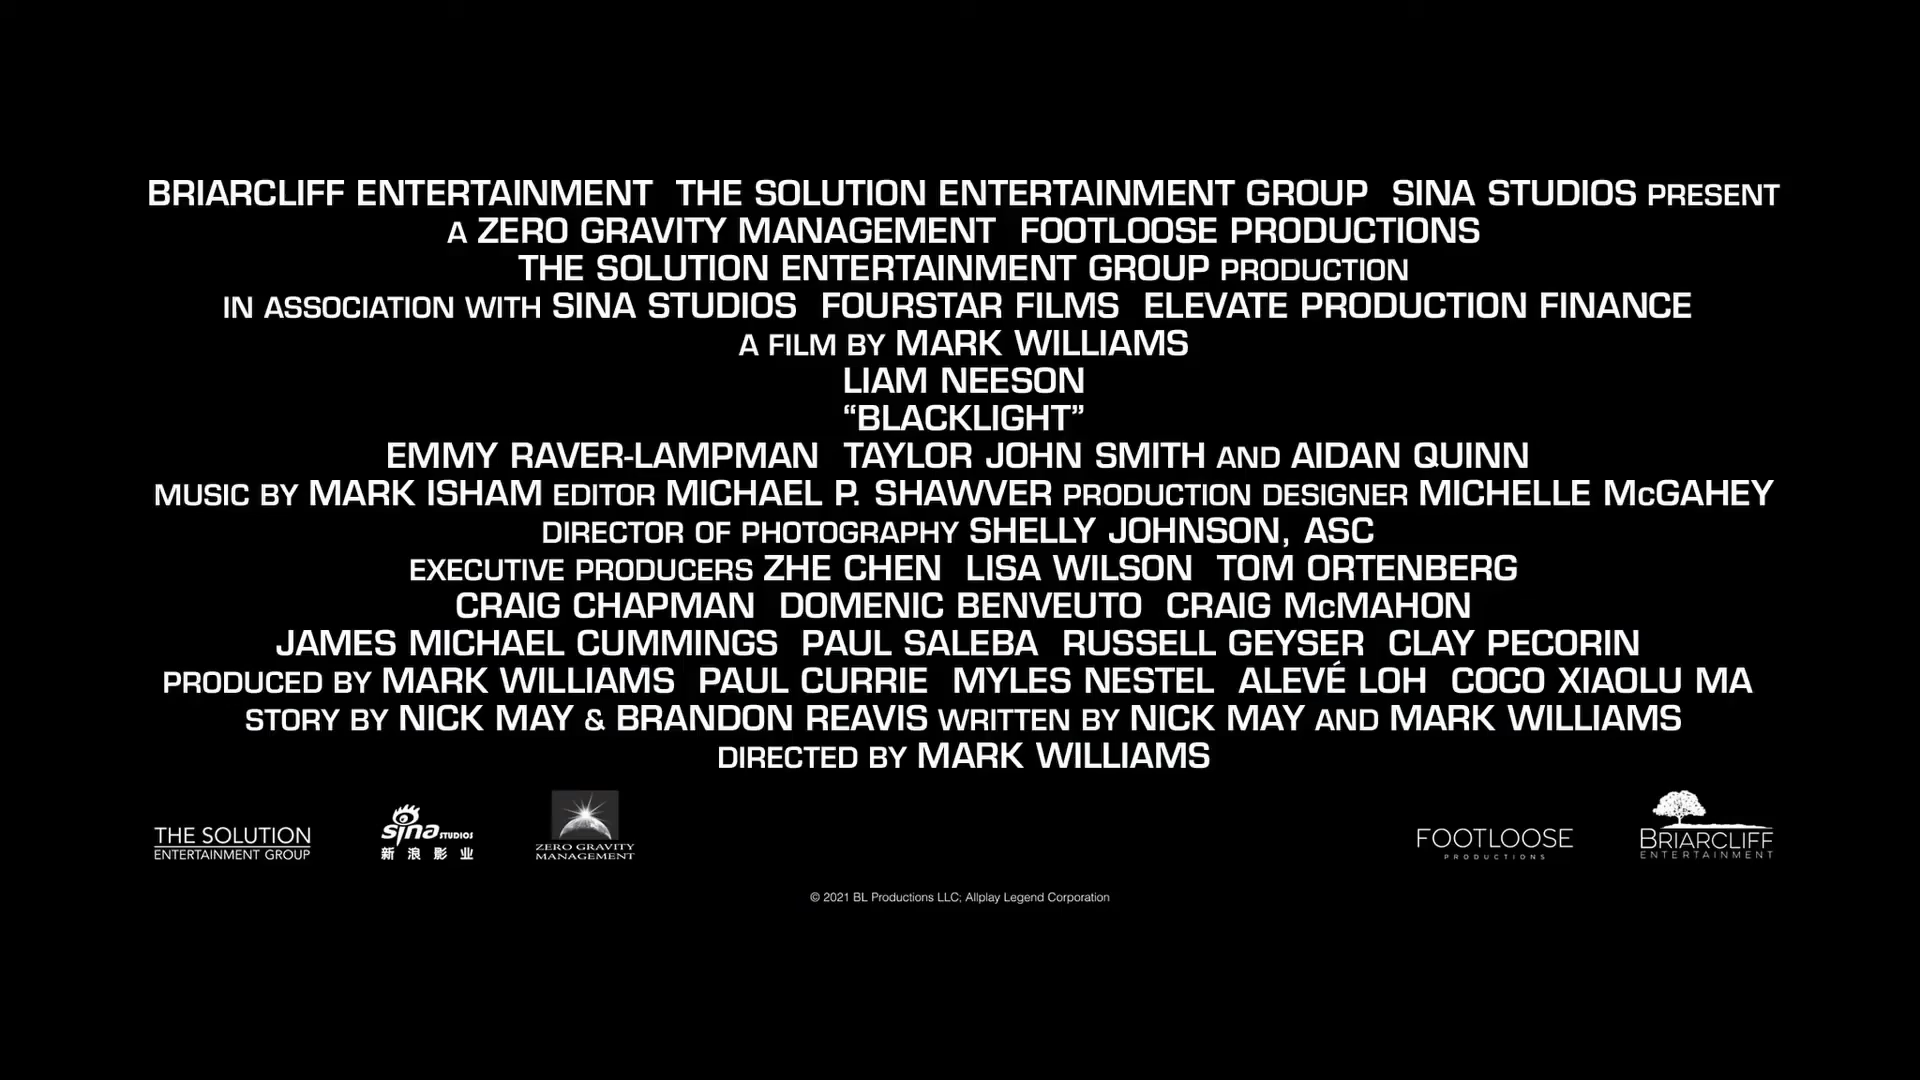 BRIARCLIFF ENTERTAINMENT THE SOLUTION ENTERTAINMENT GROUP SINA STUDIOS PRESENT
A ZERO GRAVITY MANAGEMENT FOOTLOOSE PRODUCTIONS
THE SOLUTION ENTERTAINMENT GROUP PRODUCTION
IN ASSOCIATION WITH SINA STUDIOS FOURSTAR FILMS ELEVATE PRODUCTION FINANCE
A FILM BY MARK WILLIAMS
LIAM NEESON
“BLACKLIGHT”
EMMY RAVER-LAMPMAN TAYLOR JOHN SMITH AND AIDAN QUINN
MUSIC BY MARK ISHAM EDITOR MICHAEL P. SHAWVER PRODUCTION DESIGNER MICHELLE McGAHEY
DIRECTOR OF PHOTOGRAPHY SHELLY JOHNSON, ASC
EXECUTIVE PRODUCERS ZHE CHEN LISA WILSON TOM ORTENBERG
CRAIG CHAPMAN DOMENIC BENVEUTO CRAIG McMAHON
JAMES MICHAEL CUMMINGS PAUL SALEBA RUSSELL GEYSER CLAY PECORIN
PRODUCED BY MARK WILLIAMS PAUL CURRIE MYLES NESTEL ALEVÉ LOH COCO XIAOLU MA
STORY BY NICK MAY & BRANDON REAVIS WRITTEN BY NICK MAY AND MARK WILLIAMS
DIRECTED BY MARK WILLIAMS
THE SOLUTION
ENTERTAINMENT GROUP
sina STUDIOS
新浪影业
ZERO GRAVITY
MANAGEMENT
FOOTLOOSE
PRODUCTIONS
BRIARCLIFF
ENTERTAINMENT
© 2021 BL Productions LLC; Allplay Legend Corporation